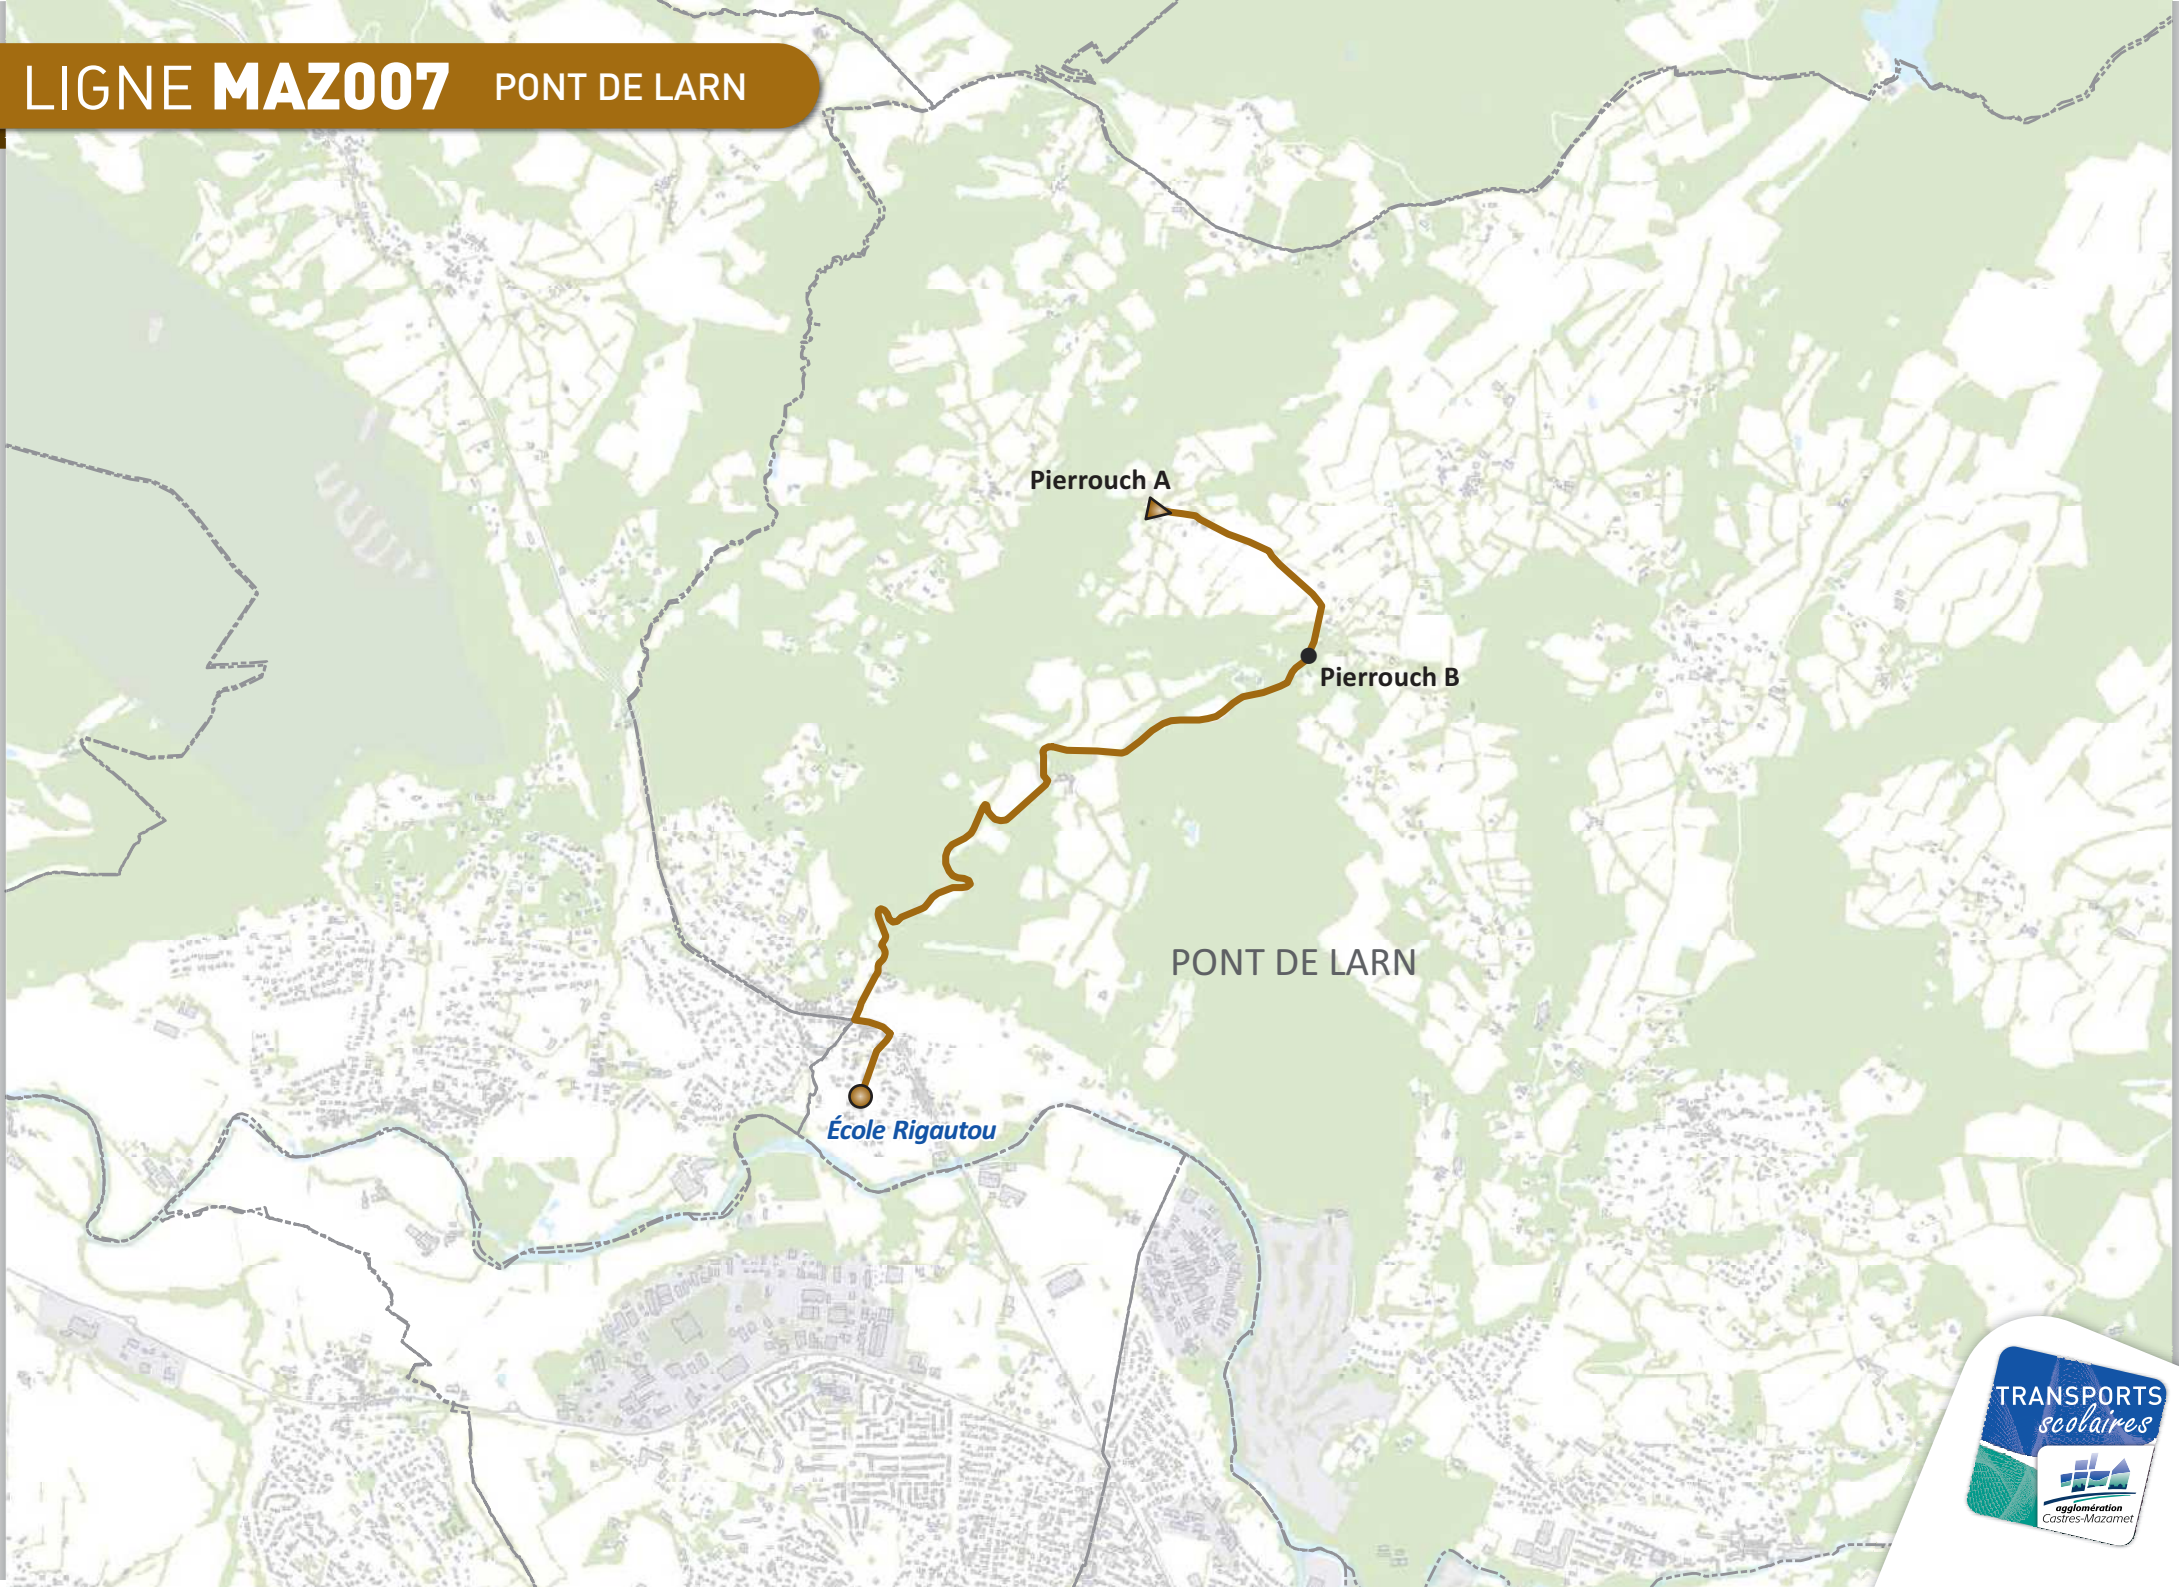 LIGNE MAZ007 PONT DE LARN
Pierrouch A
Pierrouch B
PONT DE LARN
École Rigautou
TRANSPORTS
scolaires
agglomération
Castres-Mazamet